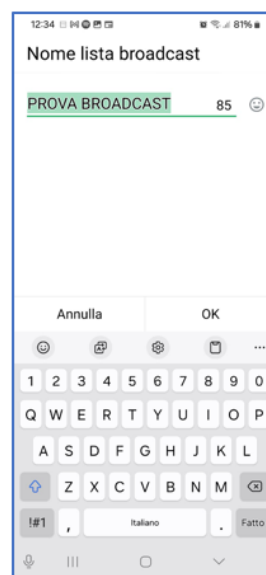 12:34 81%
Nome lista broadcast
PROVA BROADCAST 85
Annulla OK
1 2 3 4 5 6 7 8 9 0
Q W E R T Y U I O P
A S D F G H J K L
Z X C V B N M
!#1 , Italiano . Fatto